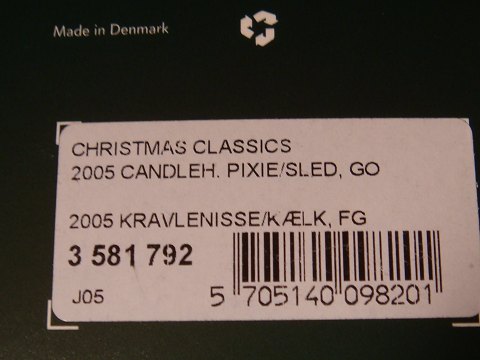 Made in Denmark
CHRISTMAS CLASSICS
2005 CANDLEH. PIXIE/SLED, GO
2005 KRAVLENISSE/KÆLK, FG
3 581 792
J05
5 705140 098201